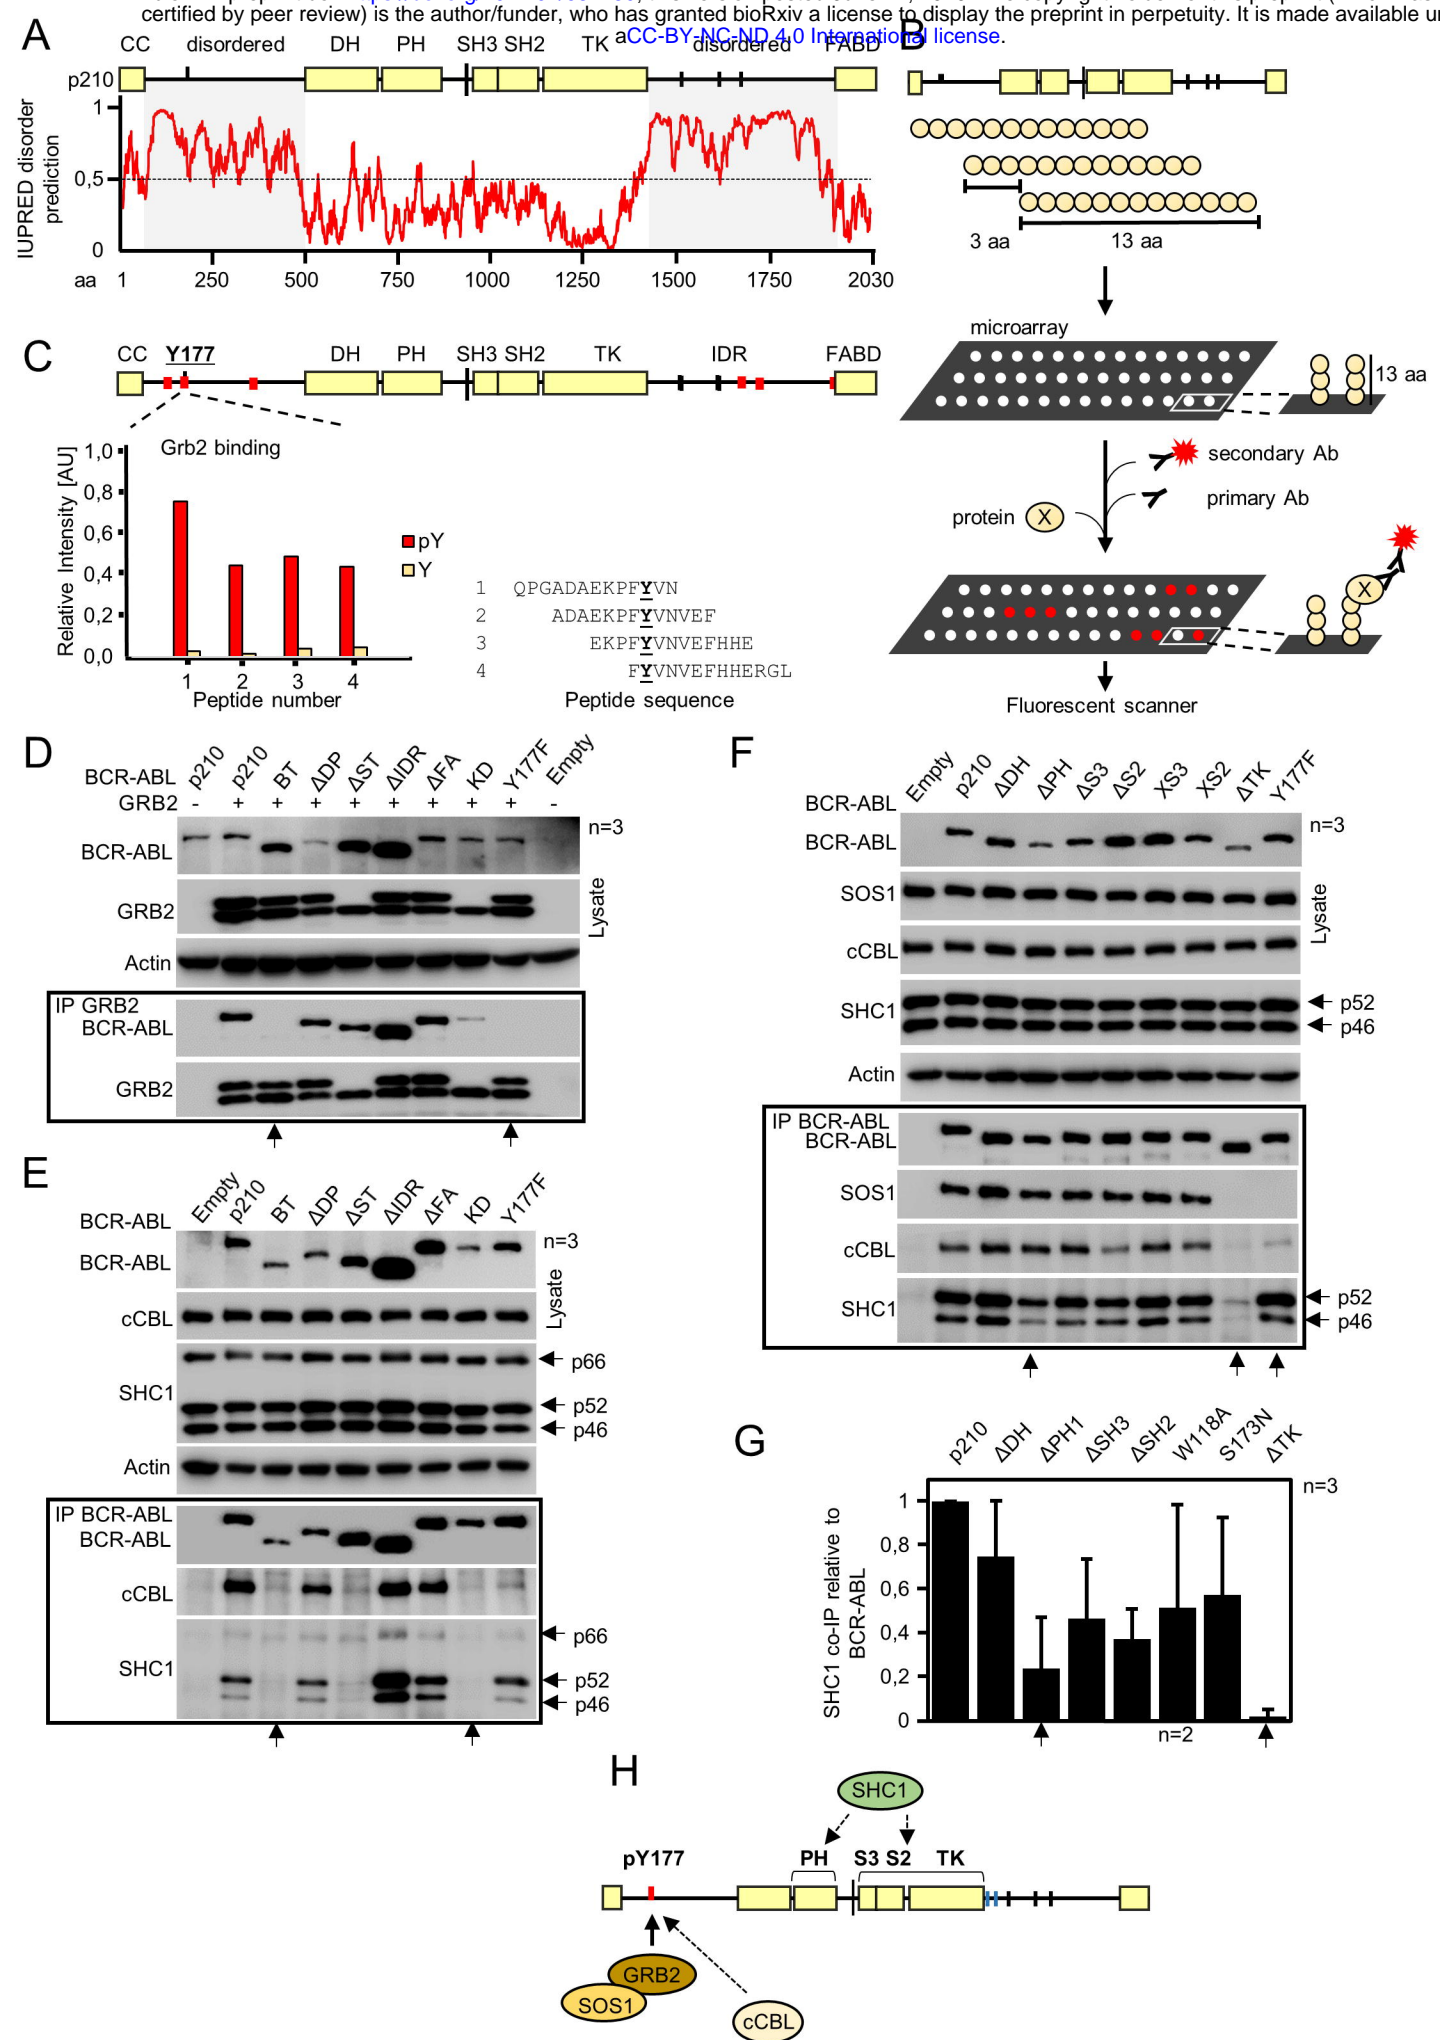 certified by peer review) is the author/funder, who has granted bioRxiv a license to display the preprint in perpetuity. It is made available
aCC-BY-NC-ND 4.0 International license.
A
CC disordered DH PH SH3 SH2 TK disordered FABD
p210
IUPRED disorder
prediction
1
0,5
0
aa 1 250 500 750 1000 1250 1500 1750 2030
B
3 aa 13 aa
microarray
13 aa
secondary Ab
primary Ab
protein X
X
Fluorescent scanner
C
CC Y177 DH PH SH3 SH2 TK IDR FABD
Grb2 binding
Relative Intensity [AU]
1,0
0,8
0,6
0,4
0,2
0,0
pY
Y
1 2 3 4
Peptide number
1 QPGADAEKPFYVN
2 ADAEKPFYVNVEF
3 EKPFYVNVEFHHE
4 FYVNVEFHHERGL
Peptide sequence
D
BCR-ABL p210 p210 BT ΔDP ΔST ΔIDR ΔFA KD Y177F Empty
GRB2 - + + + + + + + + -
n=3
BCR-ABL
GRB2
Actin
Lysate
IP GRB2
BCR-ABL
GRB2
E
BCR-ABL Empty p210 BT ΔDP ΔST ΔIDR ΔFA KD Y177F
n=3
BCR-ABL
cCBL
Lysate
SHC1
p66
p52
p46
Actin
IP BCR-ABL
BCR-ABL
cCBL
SHC1
p66
p52
p46
F
BCR-ABL Empty p210 ΔDH ΔPH ΔS3 ΔS2 XS3 XS2 ΔTK Y177F
n=3
BCR-ABL
SOS1
cCBL
Lysate
SHC1
p52
p46
Actin
IP BCR-ABL
BCR-ABL
SOS1
cCBL
SHC1
p52
p46
G
p210 ΔDH ΔPH1 ΔSH3 ΔSH2 W118A S173N ΔTK
n=3
SHC1 co-IP relative to
BCR-ABL
1
0,8
0,6
0,4
0,2
0
n=2
H
SHC1
pY177 PH S3 S2 TK
GRB2
SOS1
cCBL